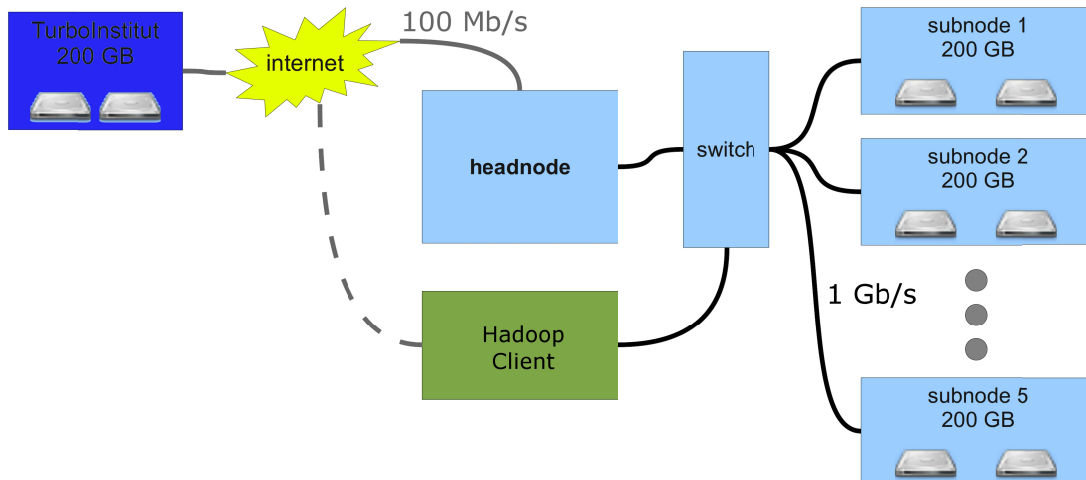 TurboInstitut
200 GB
internet
100 Mb/s
headnode
switch
Hadoop
Client
subnode 1
200 GB
subnode 2
200 GB
1 Gb/s
subnode 5
200 GB